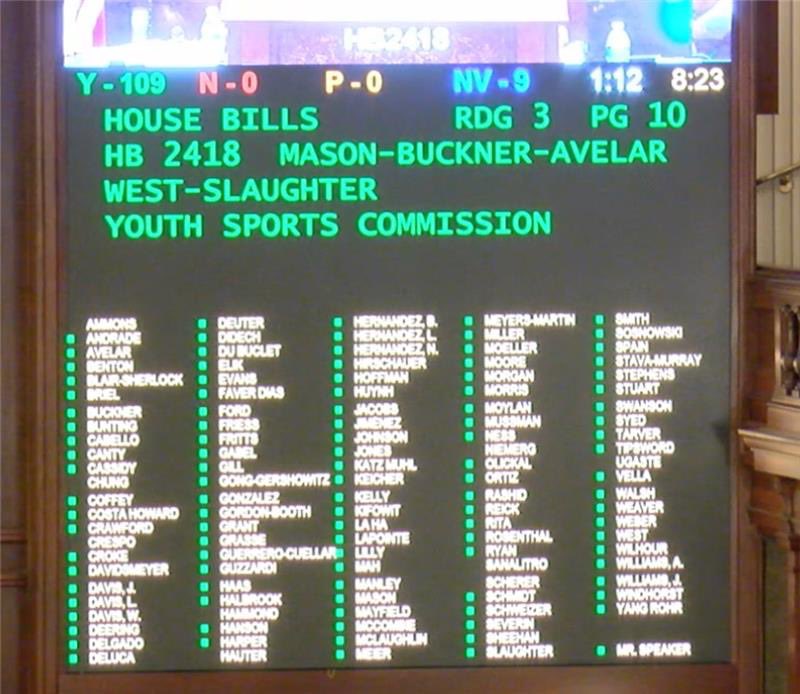 HB2418
Y - 109 N - 0 P - 0 NV - 9 1:12 8:23
HOUSE BILLS RDG 3 PG 10
HB 2418 MASON-BUCKNER-AVELAR
WEST-SLAUGHTER
YOUTH SPORTS COMMISSION
AMMONS
ANDRADE
AVELAR
BENTON
BLAIR-SHERLOCK
BRIEL
BUCKNER
BUNTING
CABELLO
CANTY
CASSIDY
CHUNG
COFFEY
COSTA HOWARD
CRAWFORD
CRESPO
CROKE
DAVIDSMEYER
DAVIS, J.
DAVIS, L.
DAVIS, W.
DEERING
DELGADO
DELUCA
DEUTER
DIDECH
DU BUCLET
ELIK
EVANS
FAVER DIAS
FORD
FRIESS
FRITTS
GABEL
GILL
GONG-GERSHOWITZ
GONZALEZ
GORDON-BOOTH
GRANT
GRASSE
GUERRERO-CUELLAR
GUZZARDI
HAAS
HALBROOK
HAMMOND
HANSON
HARPER
HAUTER
HERNANDEZ, B.
HERNANDEZ, L.
HERNANDEZ, N.
HIRSCHAUER
HOFFMAN
HUYNH
JACOBS
JIMENEZ
JOHNSON
JONES
KATZ MUHL
KEICHER
KELLY
KIFOWIT
LA HA
LAPOINTE
LILLY
MAH
MANLEY
MASON
MAYFIELD
MCCOMBIE
MCLAUGHLIN
MEIER
MEYERS-MARTIN
MILLER
MOELLER
MOORE
MORGAN
MORRIS
MOYLAN
MUSSMAN
NESS
NIEMERG
OLICKAL
ORTIZ
RASHID
REICK
RITA
ROSENTHAL
RYAN
SANALITRO
SCHERER
SCHMIDT
SCHWEIZER
SEVERIN
SHEEHAN
SLAUGHTER
SMITH
SOSNOWSKI
SPAIN
STAVA-MURRAY
STEPHENS
STUART
SWANSON
SYED
TARVER
TIPSWORD
UGASTE
VELLA
WALSH
WEAVER
WEBER
WEST
WILHOUR
WILLIAMS, A.
WILLIAMS, J.
WINDHORST
YANG ROHR
MR. SPEAKER